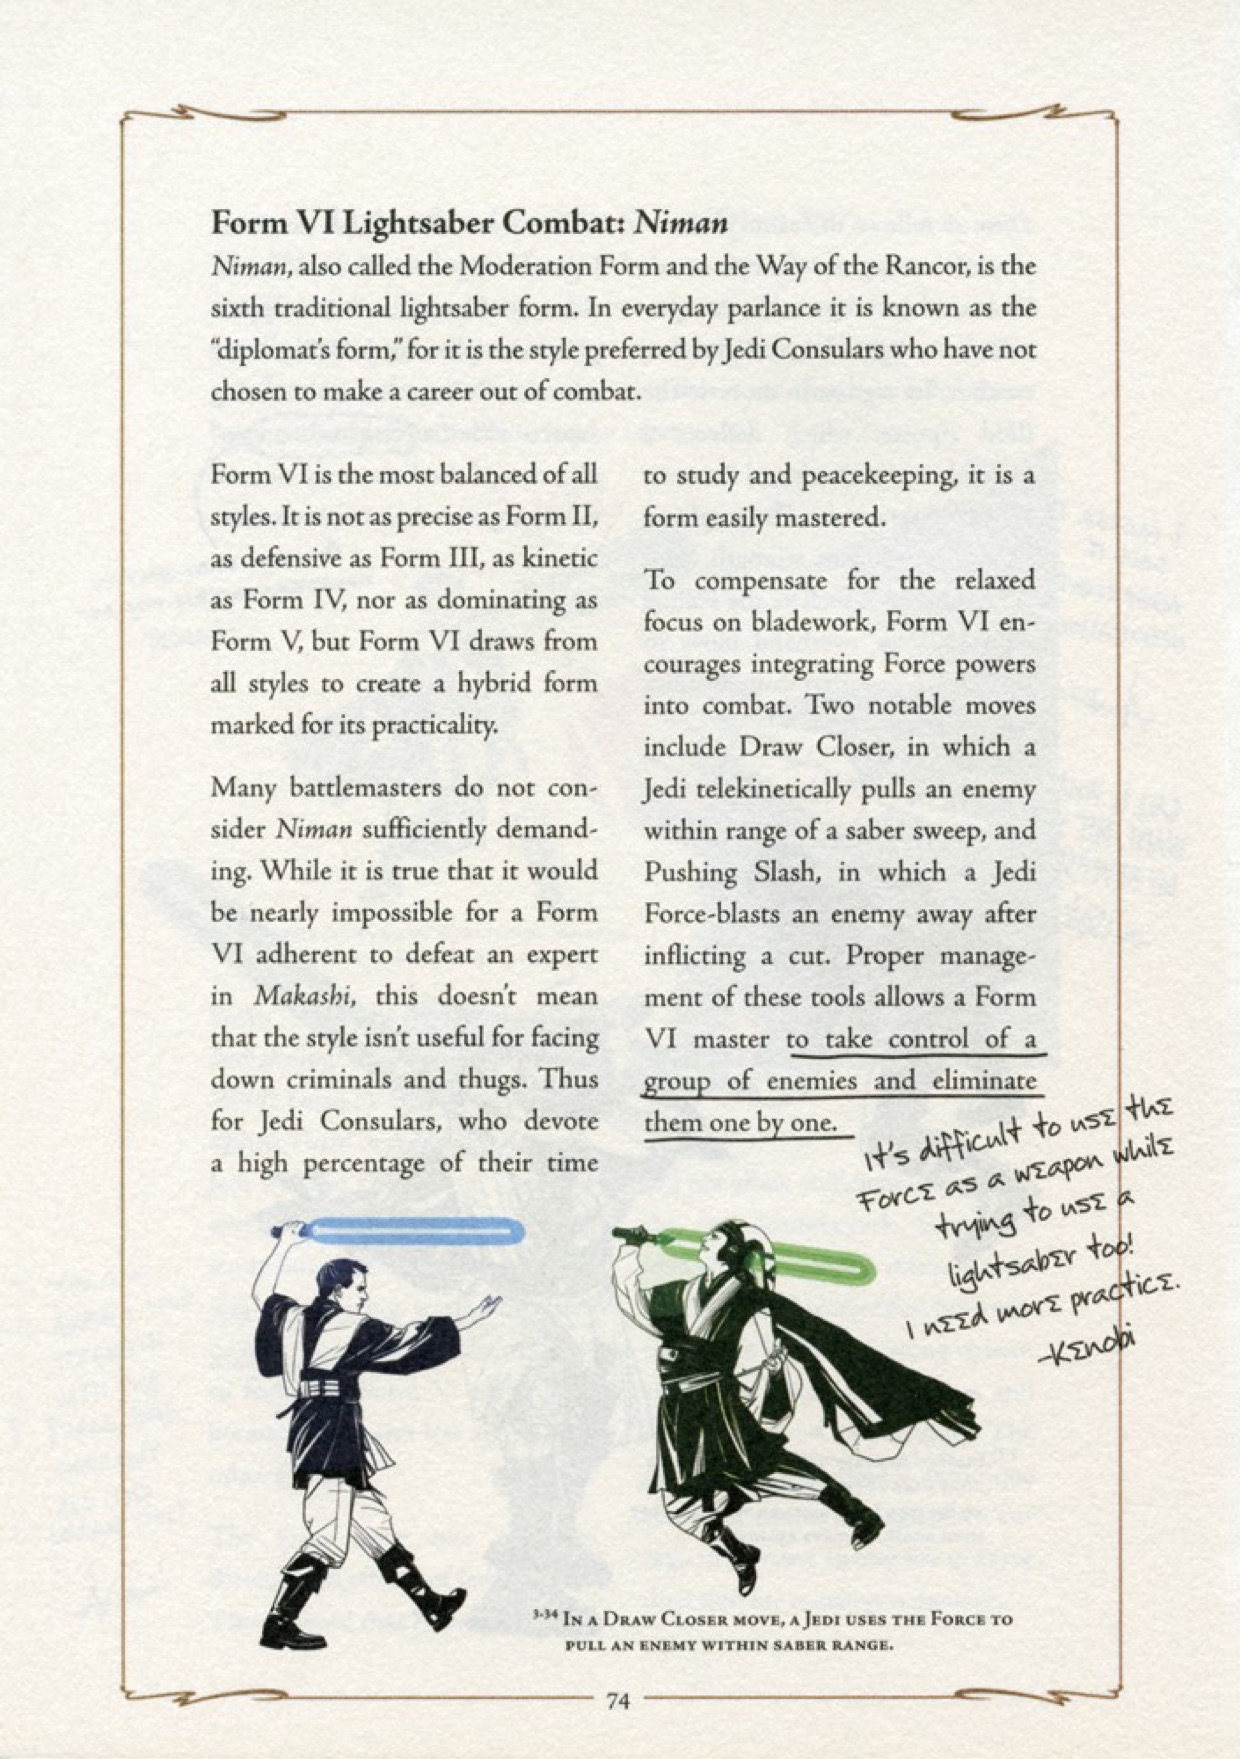 Form VI Lightsaber Combat: Niman
Niman, also called the Moderation Form and the Way of the Rancor, is the
sixth traditional lightsaber form. In everyday parlance it is known as the
“diplomat’s form,” for it is the style preferred by Jedi Consulars who have not
chosen to make a career out of combat.
Form VI is the most balanced of all
styles. It is not as precise as Form II,
as defensive as Form III, as kinetic
as Form IV, nor as dominating as
Form V, but Form VI draws from
all styles to create a hybrid form
marked for its practicality.
Many battlemasters do not con-
sider Niman sufficiently demand-
ing. While it is true that it would
be nearly impossible for a Form
VI adherent to defeat an expert
in Makashi, this doesn’t mean
that the style isn’t useful for facing
down criminals and thugs. Thus
for Jedi Consulars, who devote
a high percentage of their time
to study and peacekeeping, it is a
form easily mastered.
To compensate for the relaxed
focus on bladework, Form VI en-
courages integrating Force powers
into combat. Two notable moves
include Draw Closer, in which a
Jedi telekinetically pulls an enemy
within range of a saber sweep, and
Pushing Slash, in which a Jedi
Force-blasts an enemy away after
inflicting a cut. Proper manage-
ment of these tools allows a Form
VI master to take control of a
group of enemies and eliminate
them one by one.
It's difficult to use the
Force as a weapon while
trying to use a
lightsaber too!
I need more practice.
-Kenobi
3-34 In a Draw Closer move, a Jedi uses the Force to
pull an enemy within saber range.
74